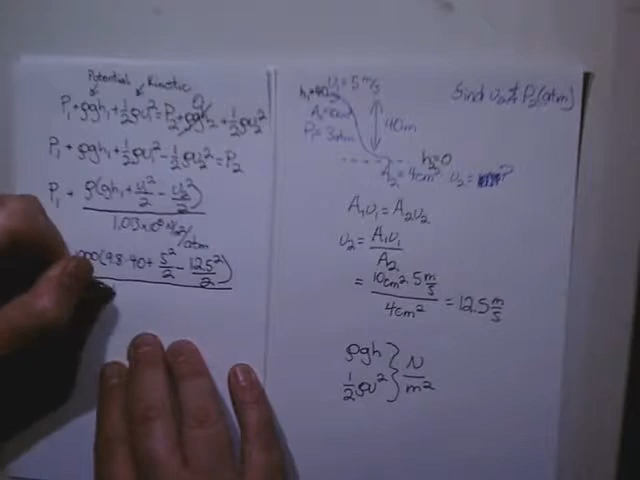 Potential Kinetic
P₁+ρgh₁+½ρv₁²=P₂+ρgh₂+½ρv₂²
0
P₁ + ρgh₁+½ρv₁²-½ρv₂²=P₂
P₁ + ρ(gh₁+v₁²/2 - v₂²/2)
1.013x10⁵ N/m²/atm
000(9.8·40+5²/2-12.5²/2)
v₁=5 m/s
h₁=40m
A₁=10cm²
P₁=3atm
40m
h₂=0
A₂=4cm² v₂= ?
find v₂ & P₂(atm)
A₁v₁=A₂v₂
v₂=A₁v₁/A₂
= 10cm² 5 m/s / 4cm² = 12.5 m/s
ρgh
½ρv² } N/m²